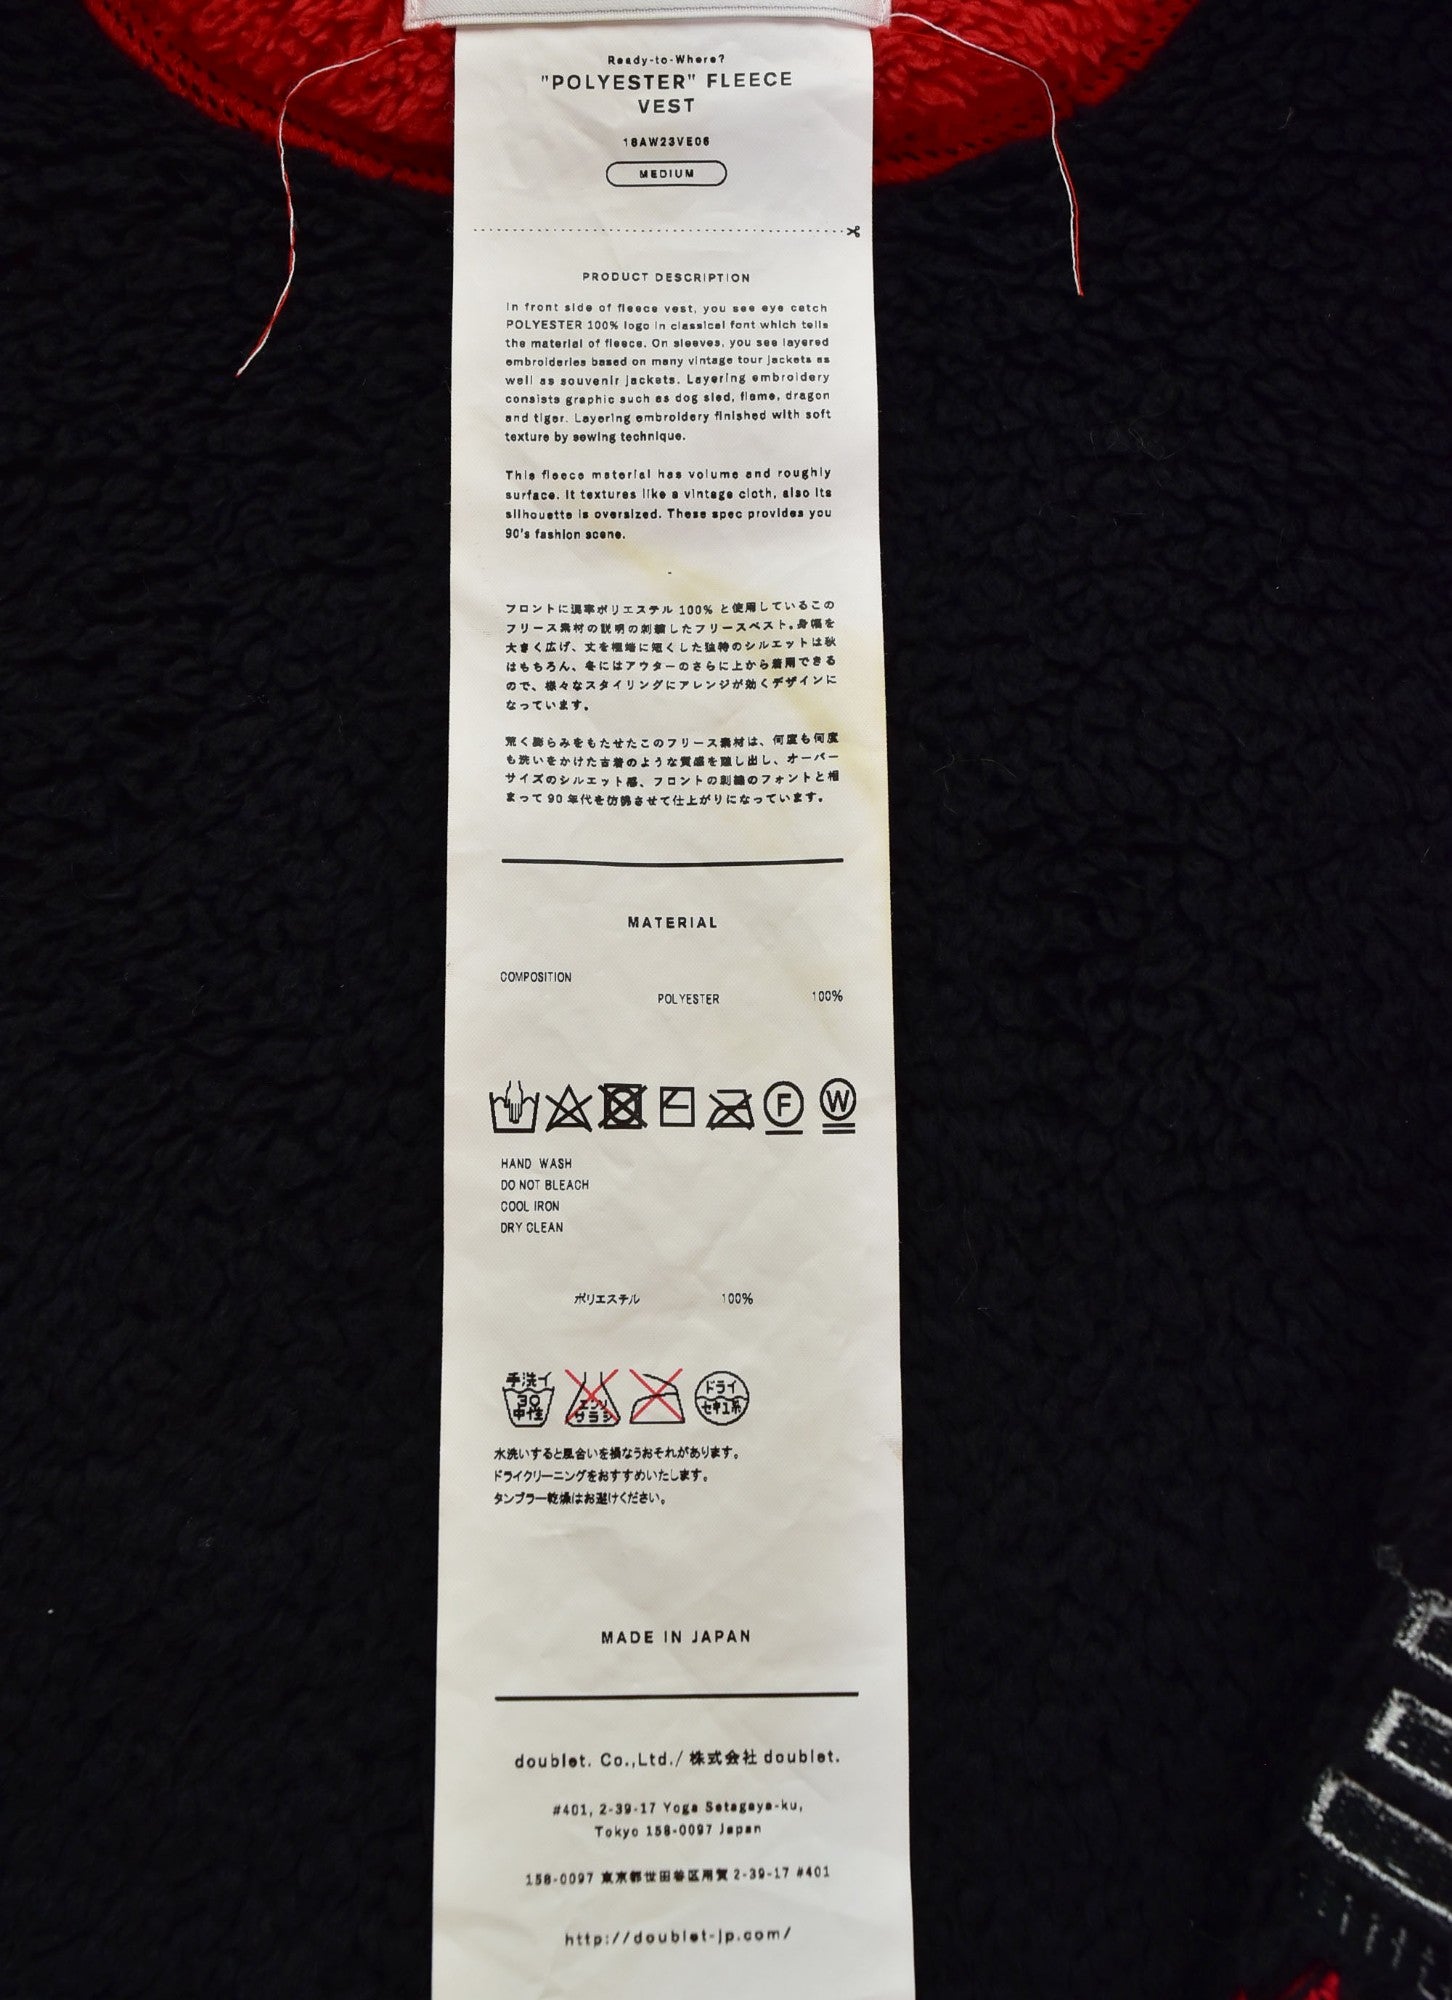 Ready-to-Where?
"POLYESTER" FLEECE
VEST
18AW23VE06
MEDIUM
PRODUCT DESCRIPTION
In front side of fleece vest, you see eye catch
POLYESTER 100% logo in classical font which tells
the material of fleece. On sleeves, you see layered
embroideries based on many vintage tour jackets as
well as souvenir jackets. Layering embroidery
consists graphic such as dog sled, flame, dragon
and tiger. Layering embroidery finished with soft
texture by sewing technique.
This fleece material has volume and roughly
surface. It textures like a vintage cloth, also its
silhouette is oversized. These spec provides you
90's fashion scene.
フロントに混率ポリエステル 100% と使用しているこの
フリース素材の説明の刺繍したフリースベスト。身幅を
大きく広げ、丈を極端に短くした独特のシルエットは秋
はもちろん、冬にはアウターのさらに上から着用できる
ので、様々なスタイリングにアレンジが効くデザインに
なっています。
荒く膨らみをもたせたこのフリース素材は、何度も何度
も洗いをかけた古着のような質感を醸し出し、オーバー
サイズのシルエット感、フロントの刺繍のフォントと相
まって 90 年代を彷彿させて仕上がりになっています。
MATERIAL
COMPOSITION
POLYESTER 100%
F W
HAND WASH
DO NOT BLEACH
COOL IRON
DRY CLEAN
ポリエステル 100%
手洗イ 30 中性 エンソ サラシ ドライ セキユ系
水洗いすると風合いを損なうおそれがあります。
ドライクリーニングをおすすめいたします。
タンブラー乾燥はお避けください。
MADE IN JAPAN
doublet. Co.,Ltd./ 株式会社 doublet.
#401, 2-39-17 Yoga Setagaya-ku,
Tokyo 158-0097 Japan
158-0097 東京都世田谷区用賀 2-39-17 #401
http://doublet-jp.com/